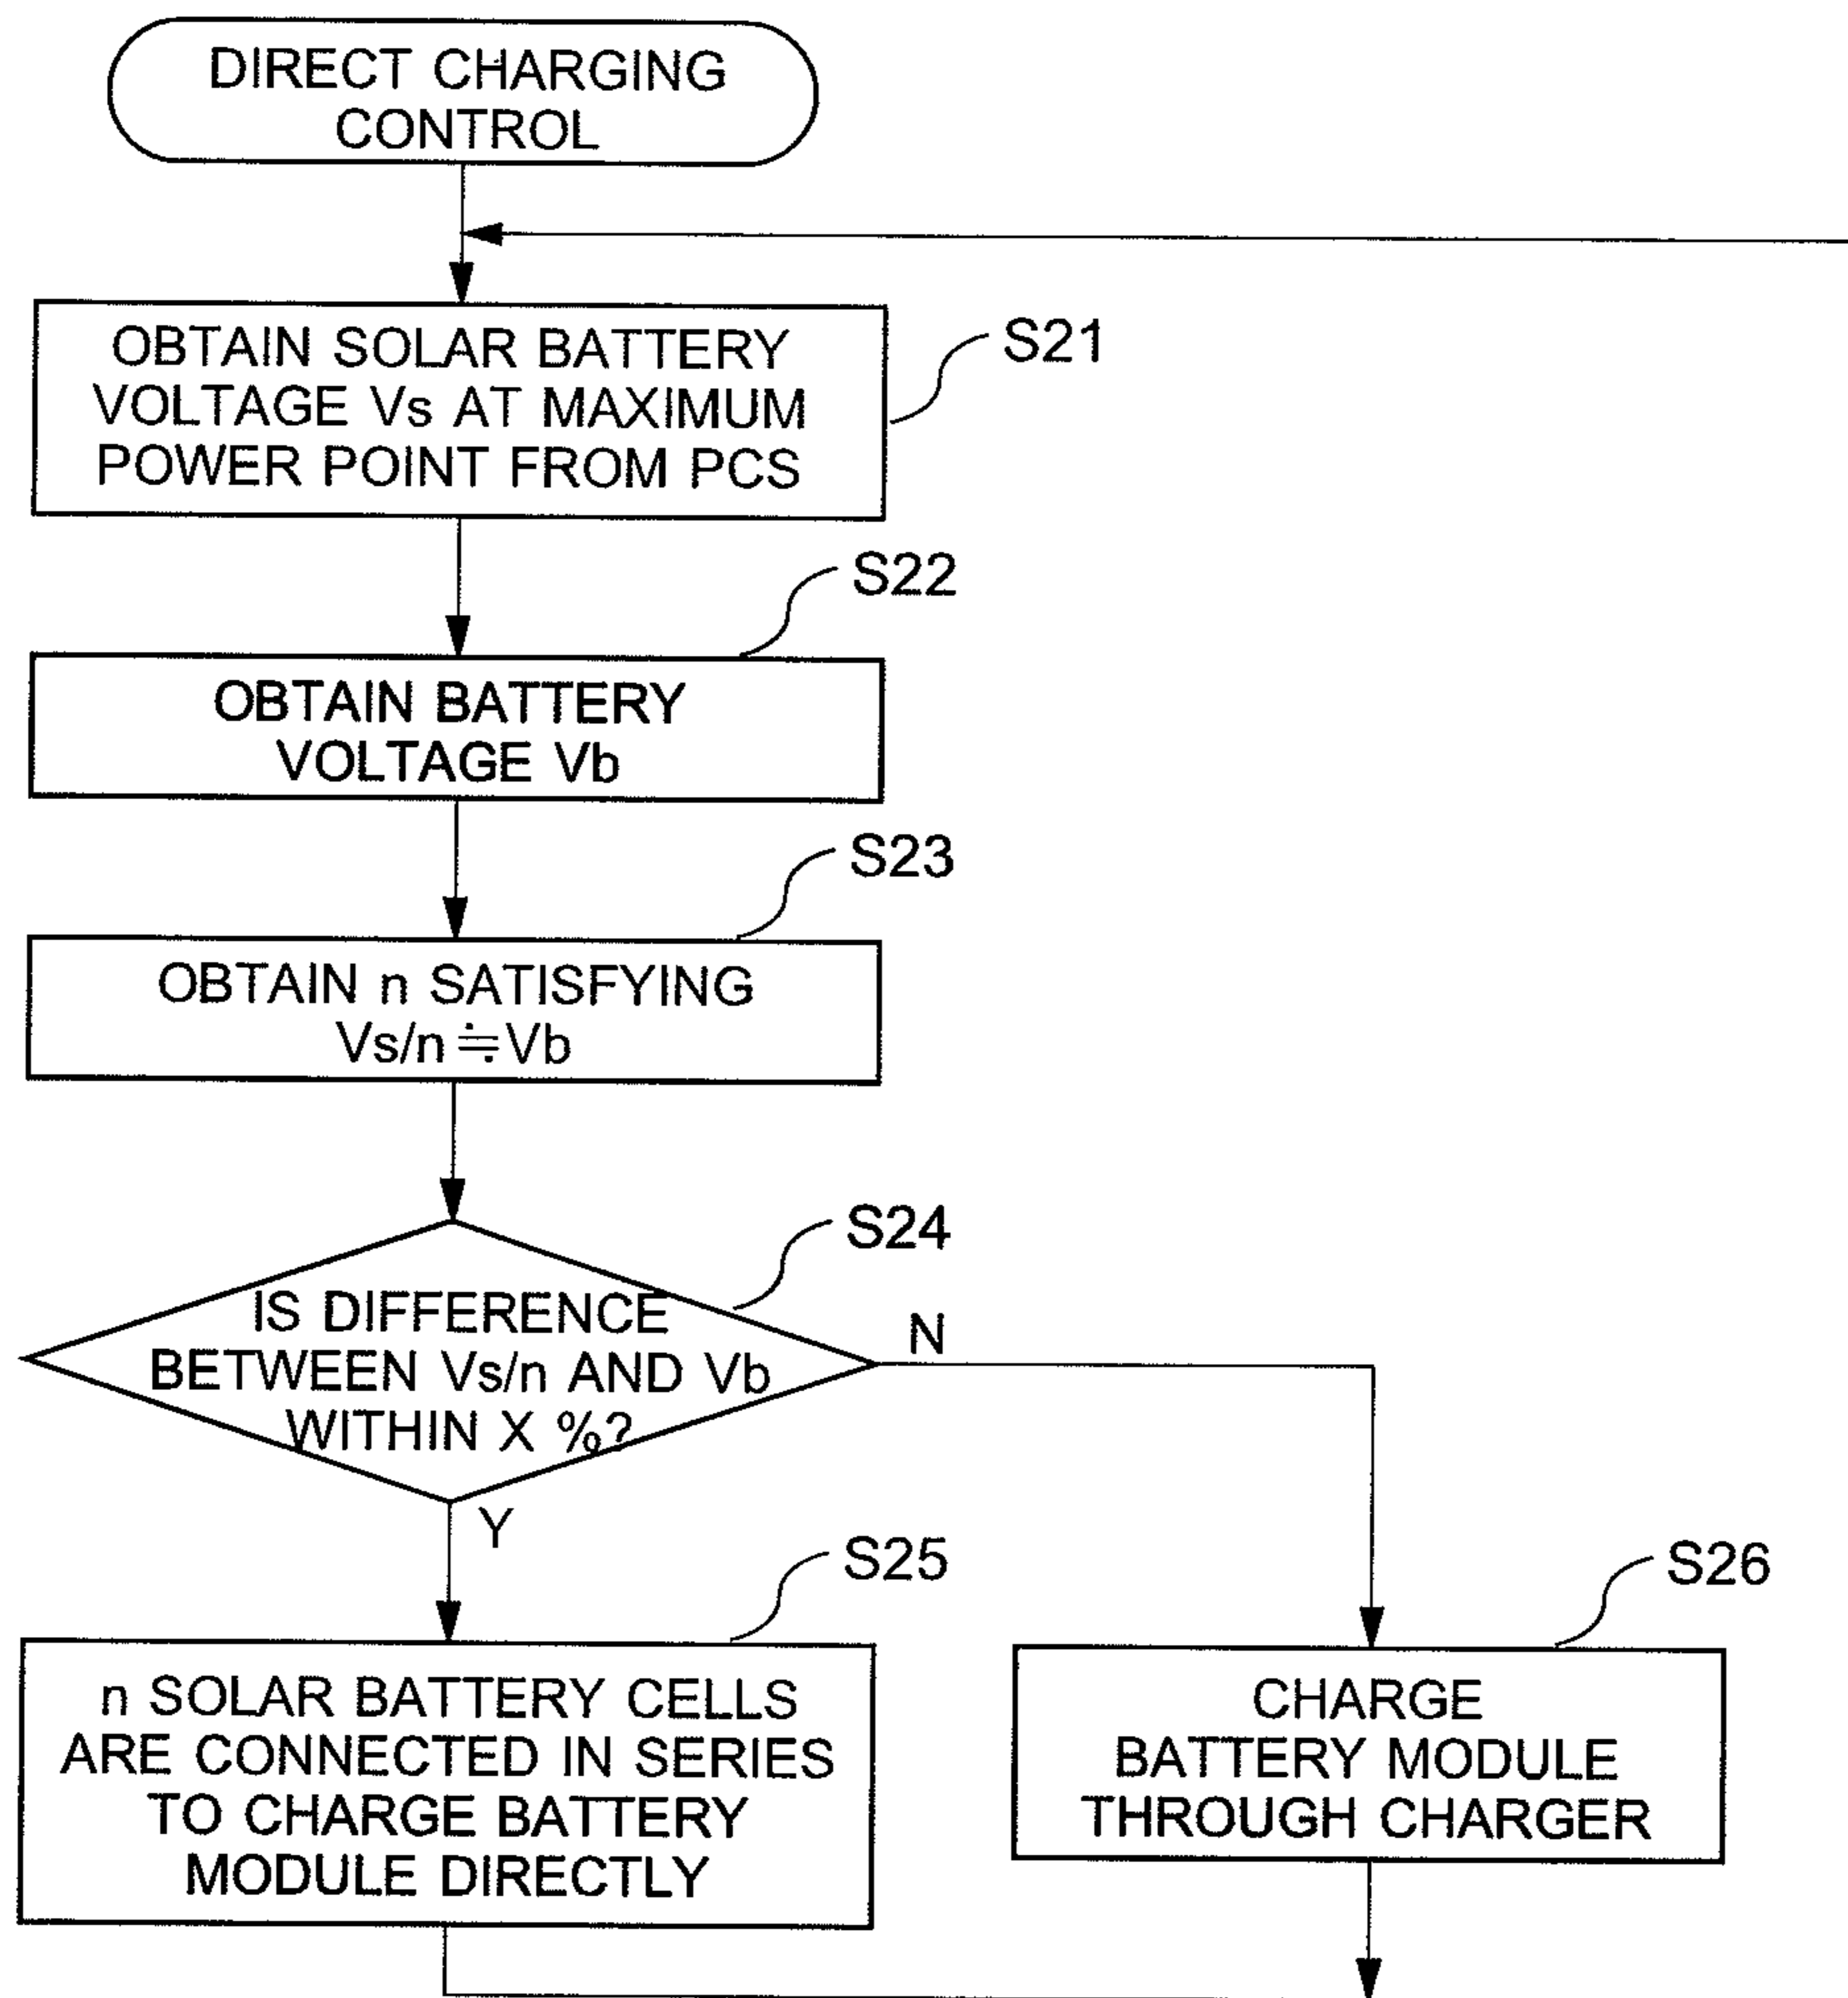 DIRECT CHARGING
CONTROL
OBTAIN SOLAR BATTERY
VOLTAGE Vs AT MAXIMUM
POWER POINT FROM PCS
S21
S22
OBTAIN BATTERY
VOLTAGE Vb
S23
OBTAIN n SATISFYING
Vs/n ≒ Vb
S24
IS DIFFERENCE
BETWEEN Vs/n AND Vb
WITHIN X %?
N
Y
S25
n SOLAR BATTERY CELLS
ARE CONNECTED IN SERIES
TO CHARGE BATTERY
MODULE DIRECTLY
S26
CHARGE
BATTERY MODULE
THROUGH CHARGER